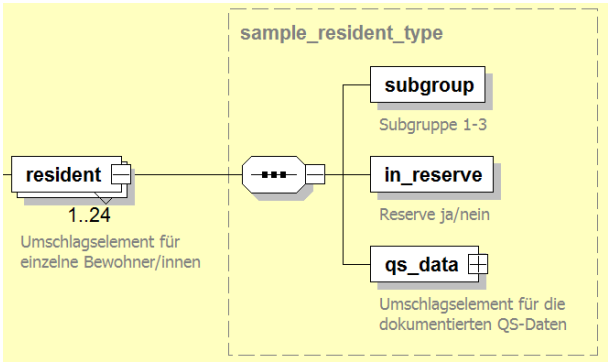 sample_resident_type
subgroup
Subgruppe 1-3
resident
1..24
Umschlagselement für
einzelne Bewohner/innen
in_reserve
Reserve ja/nein
qs_data
Umschlagselement für die
dokumentierten QS-Daten